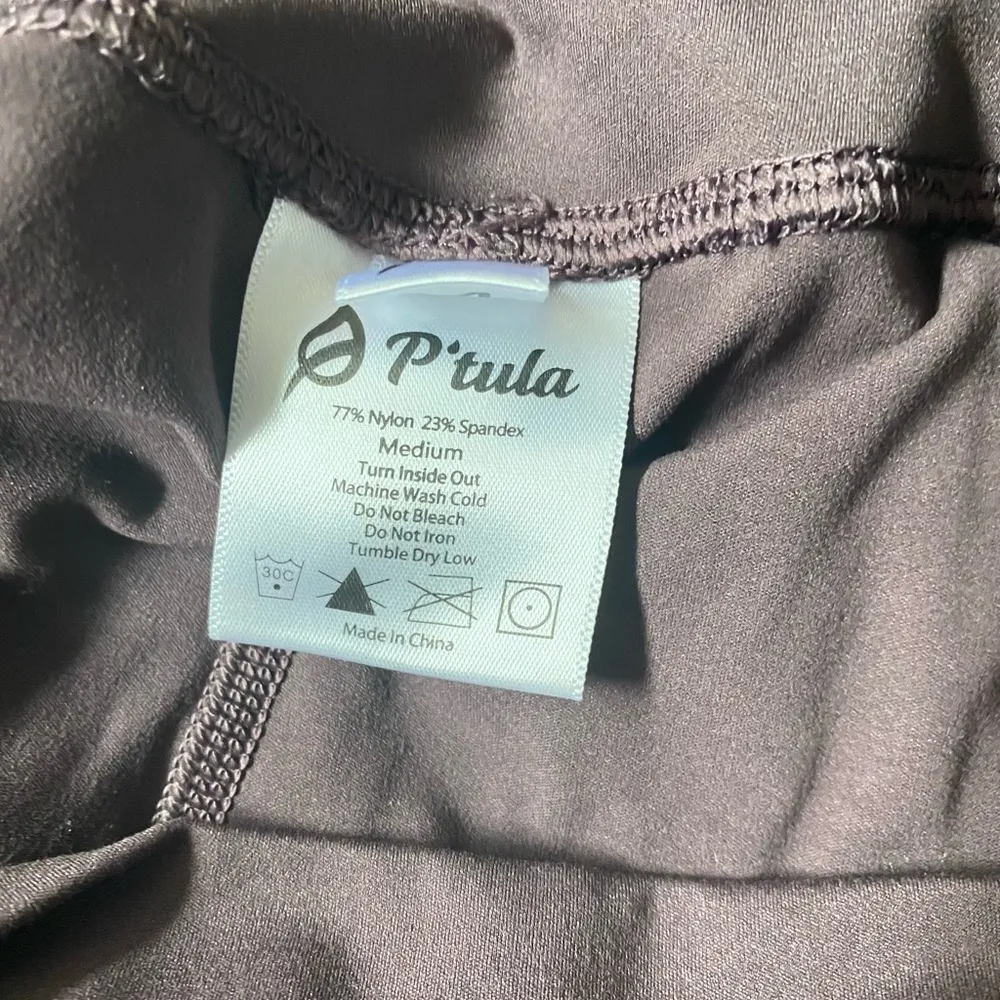 P'tula
77% Nylon 23% Spandex
Medium
Turn Inside Out
Machine Wash Cold
Do Not Bleach
Do Not Iron
Tumble Dry Low
30C
Made In China